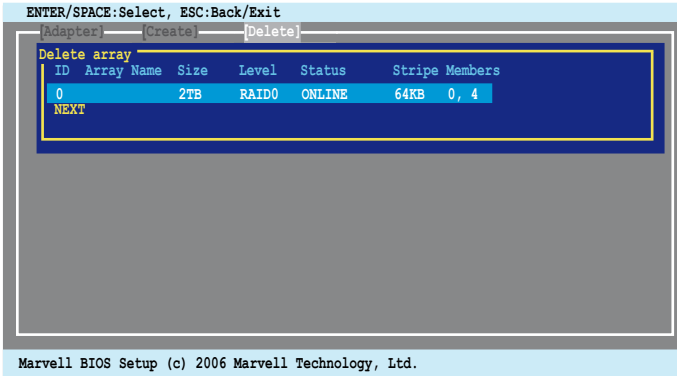 ENTER/SPACE:Select, ESC:Back/Exit
[Adapter] [Create] [Delete]
Delete array
ID Array Name Size Level Status Stripe Members
0 2TB RAID0 ONLINE 64KB 0, 4
NEXT
Marvell BIOS Setup (c) 2006 Marvell Technology, Ltd.